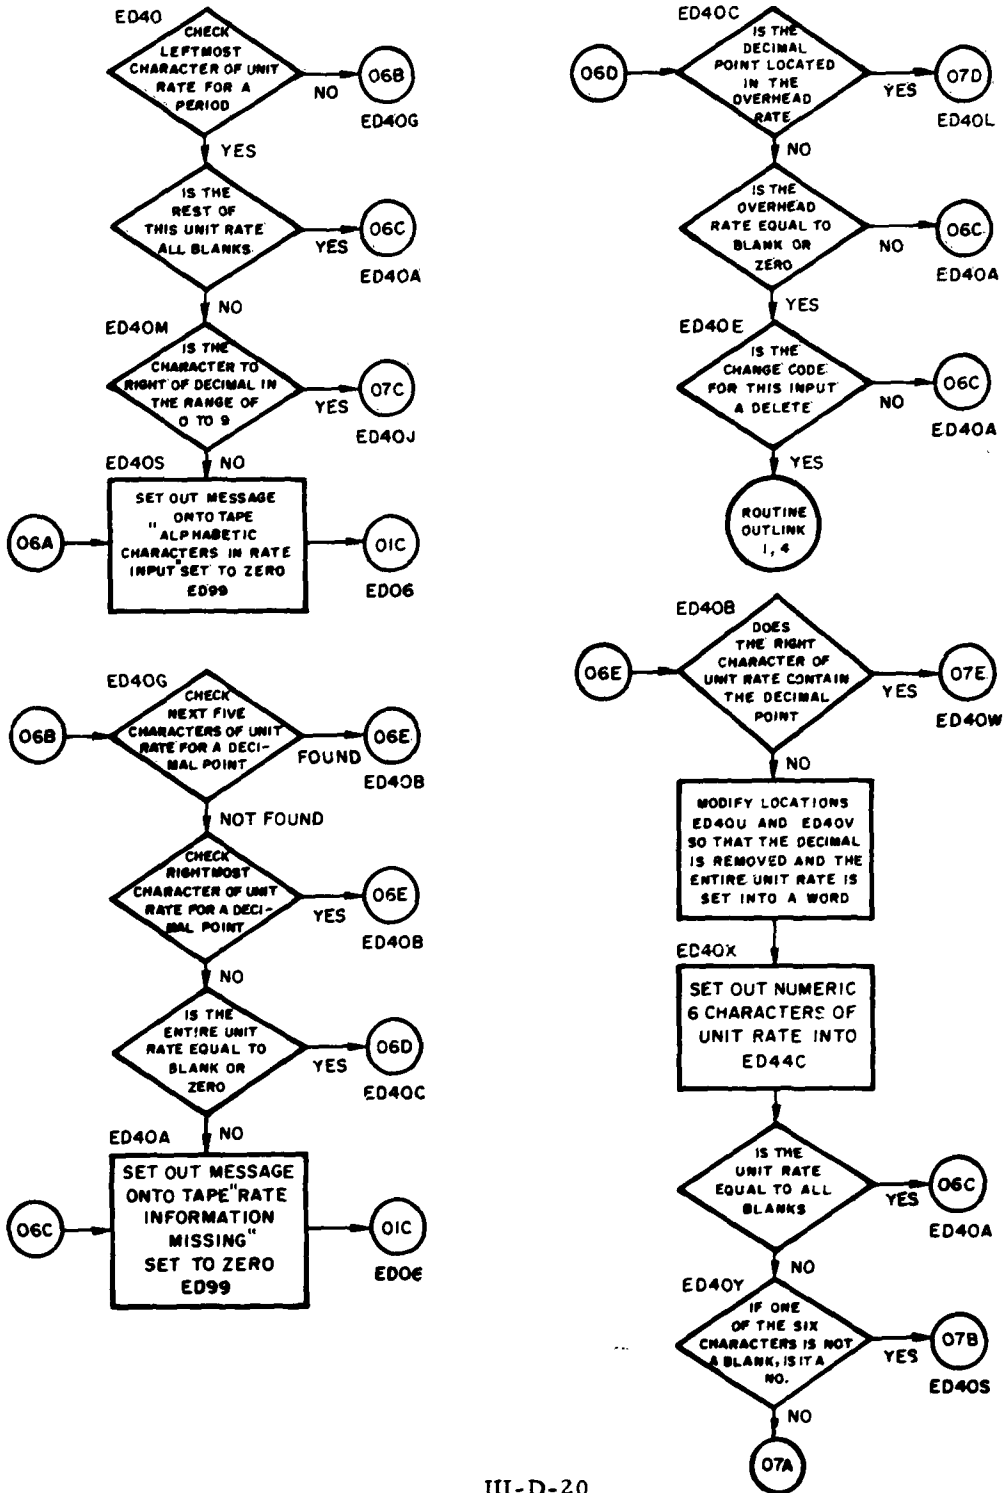 ED40
CHECK
LEFTMOST
CHARACTER OF UNIT
RATE FOR A
PERIOD
NO
06B
ED40G
YES
IS THE
REST OF
THIS UNIT RATE
ALL BLANKS
YES
06C
ED40A
NO
ED40M
IS THE
CHARACTER TO
RIGHT OF DECIMAL IN
THE RANGE OF
0 TO 9
YES
07C
ED40J
NO
ED40S
06A
SET OUT MESSAGE
ONTO TAPE
"ALPHABETIC
CHARACTERS IN RATE
INPUT" SET TO ZERO
ED99
01C
ED06
ED40G
06B
CHECK
NEXT FIVE
CHARACTERS OF UNIT
RATE FOR A DECI-
MAL POINT
FOUND
06E
ED40B
NOT FOUND
CHECK
RIGHTMOST
CHARACTER OF UNIT
RATE FOR A DECI-
MAL POINT
YES
06E
ED40B
NO
IS THE
ENTIRE UNIT
RATE EQUAL TO
BLANK OR
ZERO
YES
06D
ED40C
NO
ED40A
06C
SET OUT MESSAGE
ONTO TAPE "RATE
INFORMATION
MISSING"
SET TO ZERO
ED99
01C
ED06
ED40C
06D
IS THE
DECIMAL
POINT LOCATED
IN THE
OVERHEAD
RATE
YES
07D
ED40L
NO
IS THE
OVERHEAD
RATE EQUAL TO
BLANK OR
ZERO
NO
06C
ED40A
YES
ED40E
IS THE
CHANGE CODE
FOR THIS INPUT
A DELETE
NO
06C
ED40A
YES
ROUTINE
OUTLINK
1, 4
ED40B
06E
DOES
THE RIGHT
CHARACTER OF
UNIT RATE CONTAIN
THE DECIMAL
POINT
YES
07E
ED40W
NO
MODIFY LOCATIONS
ED40U AND ED40V
SO THAT THE DECIMAL
IS REMOVED AND THE
ENTIRE UNIT RATE IS
SET INTO A WORD
ED40X
SET OUT NUMERIC
6 CHARACTERS OF
UNIT RATE INTO
ED44C
IS THE
UNIT RATE
EQUAL TO ALL
BLANKS
YES
06C
ED40A
NO
ED40Y
IF ONE
OF THE SIX
CHARACTERS IS NOT
A BLANK, IS IT A
NO.
YES
07B
ED40S
NO
07A
III-D-20